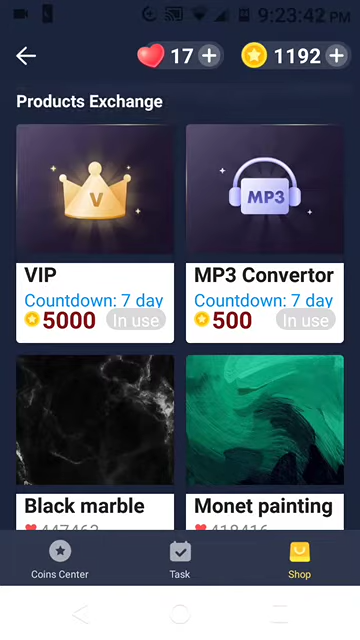 9:23:42 PM
17 +
1192 +
Products Exchange
V
MP3
VIP
MP3 Convertor
Countdown: 7 day
Countdown: 7 day
5000 In use
500 In use
Black marble
Monet painting
Coins Center
Task
Shop